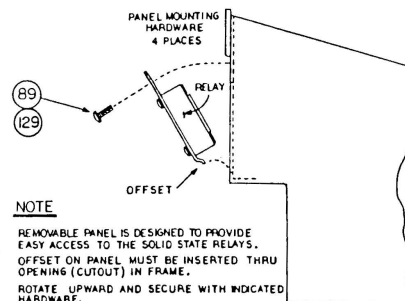 PANEL MOUNTING
HARDWARE
4 PLACES
89
129
RELAY
OFFSET
NOTE
REMOVABLE PANEL IS DESIGNED TO PROVIDE
EASY ACCESS TO THE SOLID STATE RELAYS.
OFFSET ON PANEL MUST BE INSERTED THRU
OPENING (CUTOUT) IN FRAME.
ROTATE UPWARD AND SECURE WITH INDICATED
HARDWARE.